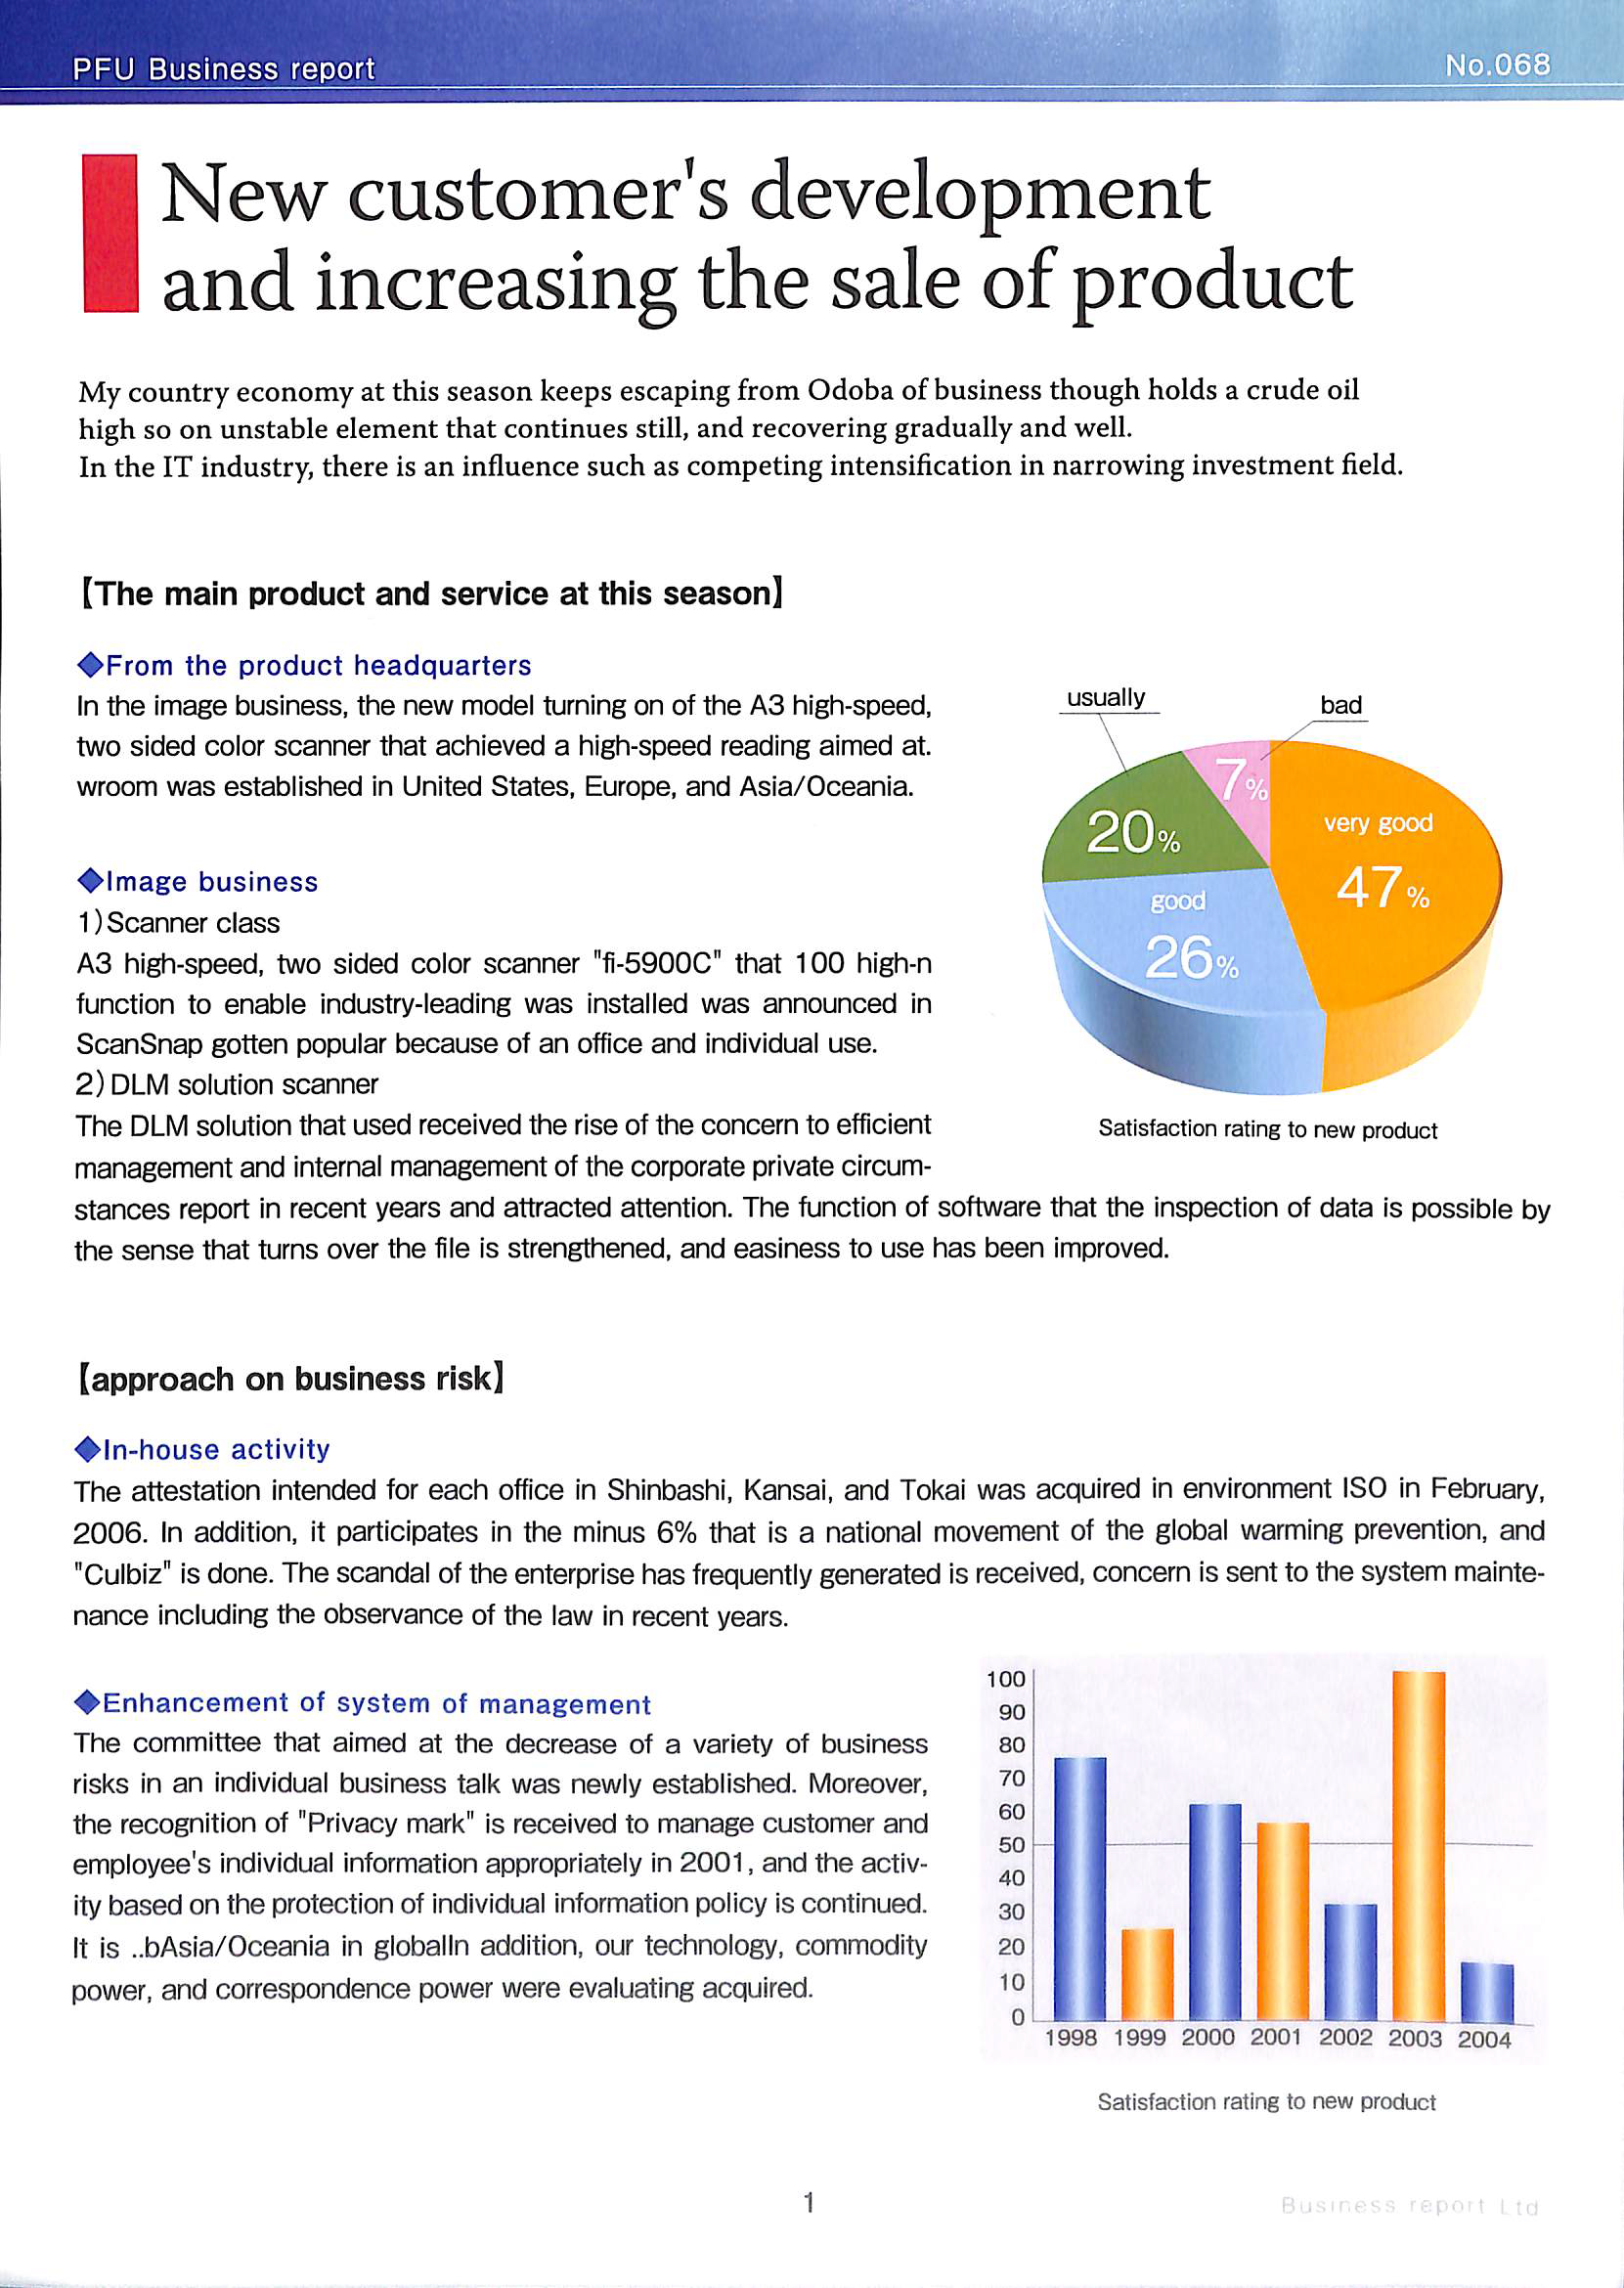 PFU Business report
No.068
New customer's development
and increasing the sale of product
My country economy at this season keeps escaping from Odoba of business though holds a crude oil
high so on unstable element that continues still, and recovering gradually and well.
In the IT industry, there is an influence such as competing intensification in narrowing investment field.
【The main product and service at this season】
◆From the product headquarters
In the image business, the new model turning on of the A3 high-speed,
two sided color scanner that achieved a high-speed reading aimed at.
wroom was established in United States, Europe, and Asia/Oceania.
◆Image business
1)Scanner class
A3 high-speed, two sided color scanner "fi-5900C" that 100 high-n
function to enable industry-leading was installed was announced in
ScanSnap gotten popular because of an office and individual use.
2)DLM solution scanner
The DLM solution that used received the rise of the concern to efficient
management and internal management of the corporate private circum-
stances report in recent years and attracted attention. The function of software that the inspection of data is possible by
the sense that turns over the file is strengthened, and easiness to use has been improved.
usually
bad
7%
20%
very good
47%
good
26%
Satisfaction rating to new product
【approach on business risk】
◆In-house activity
The attestation intended for each office in Shinbashi, Kansai, and Tokai was acquired in environment ISO in February,
2006. In addition, it participates in the minus 6% that is a national movement of the global warming prevention, and
"Culbiz" is done. The scandal of the enterprise has frequently generated is received, concern is sent to the system mainte-
nance including the observance of the law in recent years.
◆Enhancement of system of management
The committee that aimed at the decrease of a variety of business
risks in an individual business talk was newly established. Moreover,
the recognition of "Privacy mark" is received to manage customer and
employee's individual information appropriately in 2001, and the activ-
ity based on the protection of individual information policy is continued.
It is ..bAsia/Oceania in globalIn addition, our technology, commodity
power, and correspondence power were evaluating acquired.
100
90
80
70
60
50
40
30
20
10
0
1998 1999 2000 2001 2002 2003 2004
Satisfaction rating to new product
1
Business report Ltd